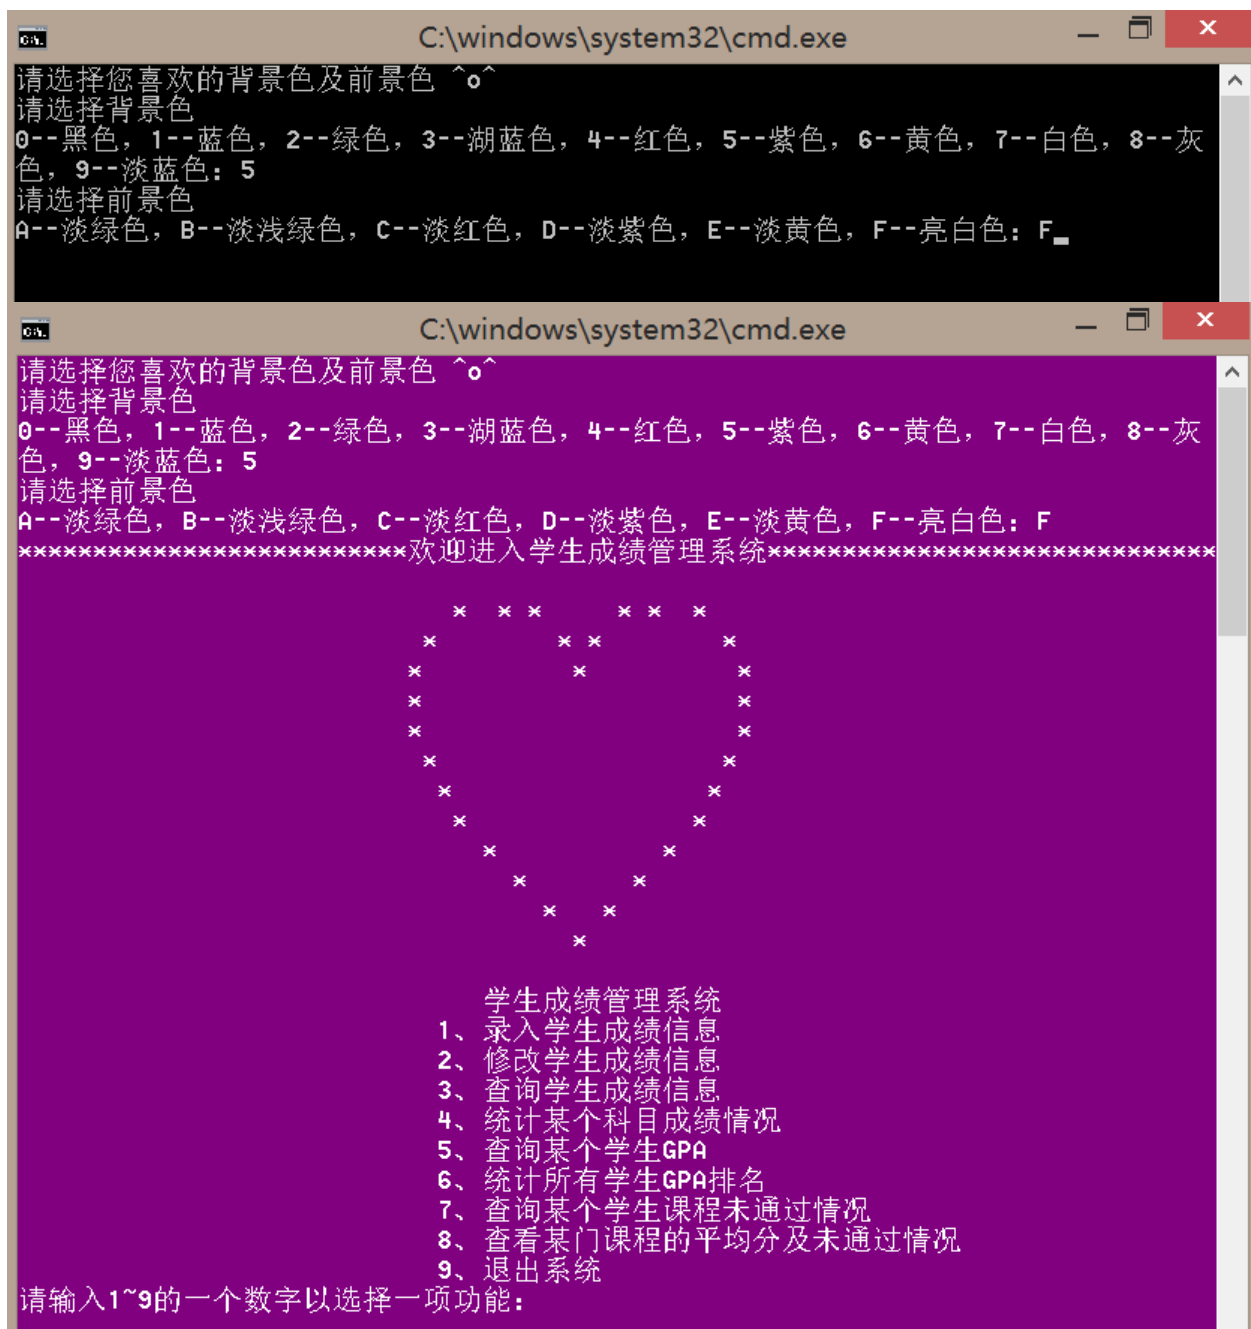 C:\windows\system32\cmd.exe
请选择您喜欢的背景色及前景色 ^o^
请选择背景色
0--黑色，1--蓝色，2--绿色，3--湖蓝色，4--红色，5--紫色，6--黄色，7--白色，8--灰
色，9--淡蓝色：5
请选择前景色
A--淡绿色，B--淡浅绿色，C--淡红色，D--淡紫色，E--淡黄色，F--亮白色：F_
C:\windows\system32\cmd.exe
请选择您喜欢的背景色及前景色 ^o^
请选择背景色
0--黑色，1--蓝色，2--绿色，3--湖蓝色，4--红色，5--紫色，6--黄色，7--白色，8--灰
色，9--淡蓝色：5
请选择前景色
A--淡绿色，B--淡浅绿色，C--淡红色，D--淡紫色，E--淡黄色，F--亮白色：F
**************************欢迎进入学生成绩管理系统******************************
学生成绩管理系统
1、录入学生成绩信息
2、修改学生成绩信息
3、查询学生成绩信息
4、统计某个科目成绩情况
5、查询某个学生GPA
6、统计所有学生GPA排名
7、查询某个学生课程未通过情况
8、查看某门课程的平均分及未通过情况
9、退出系统
请输入1~9的一个数字以选择一项功能：